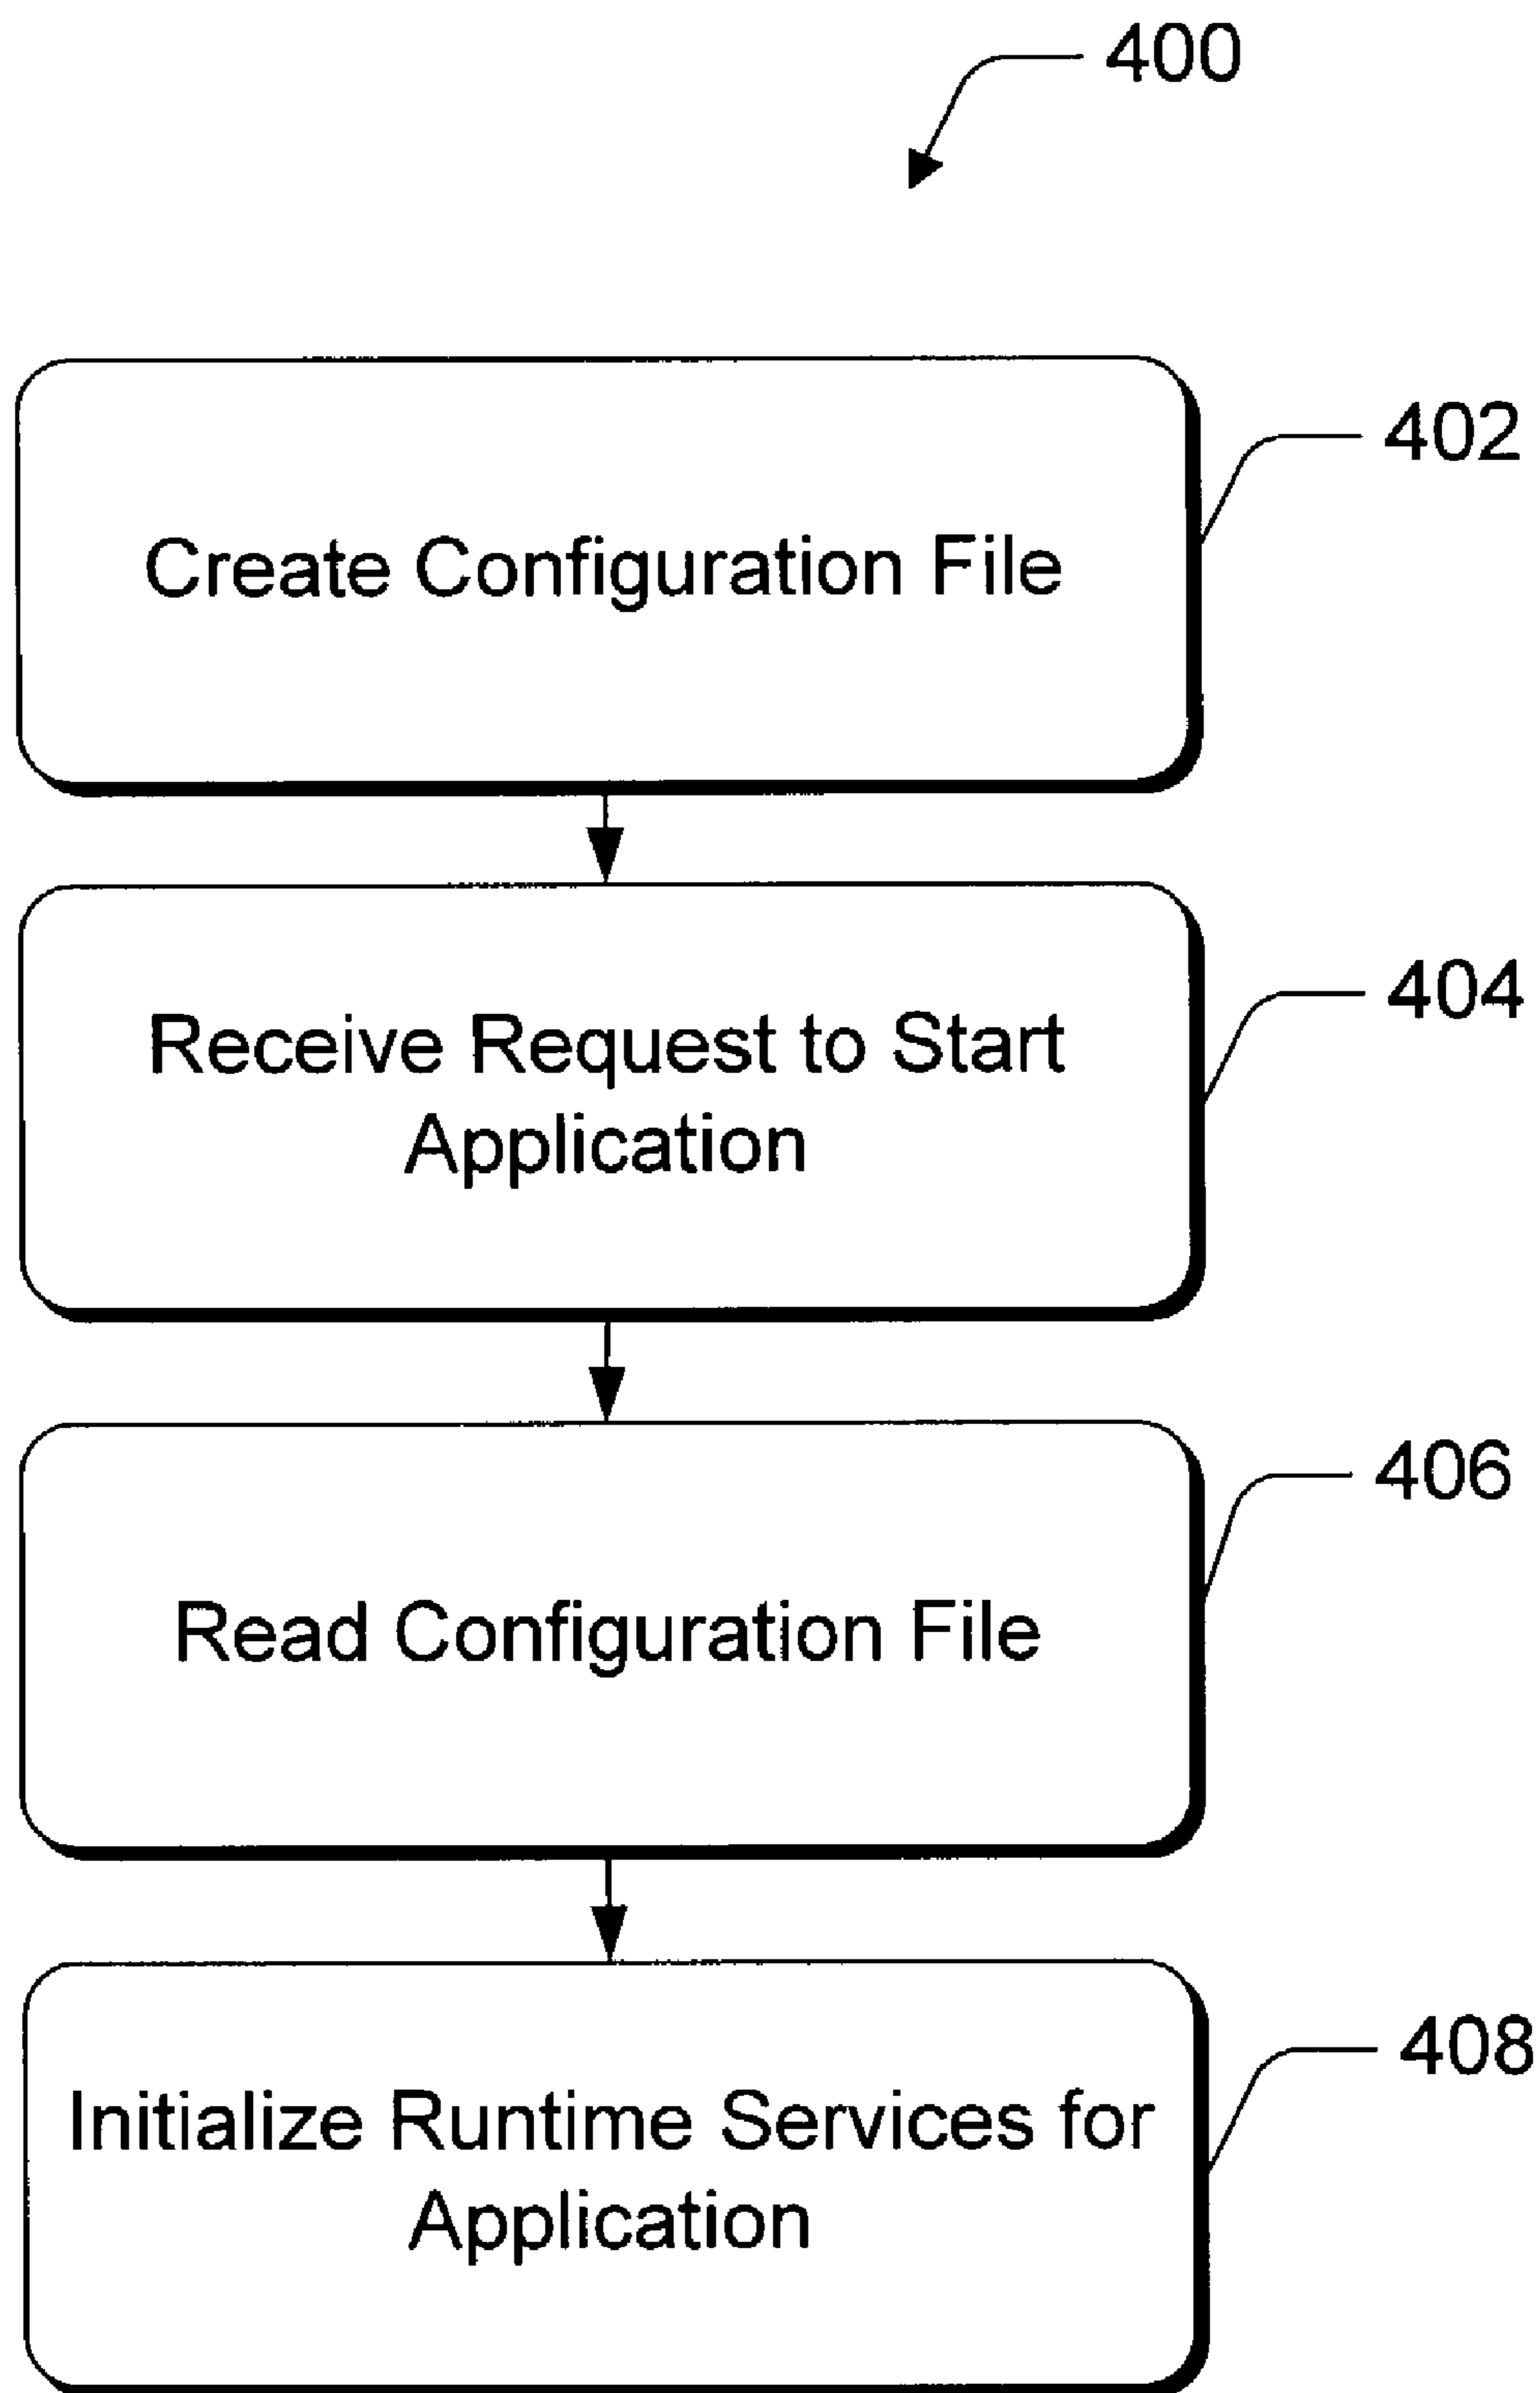 400
402
Create Configuration File
404
Receive Request to Start
Application
406
Read Configuration File
408
Initialize Runtime Services for
Application